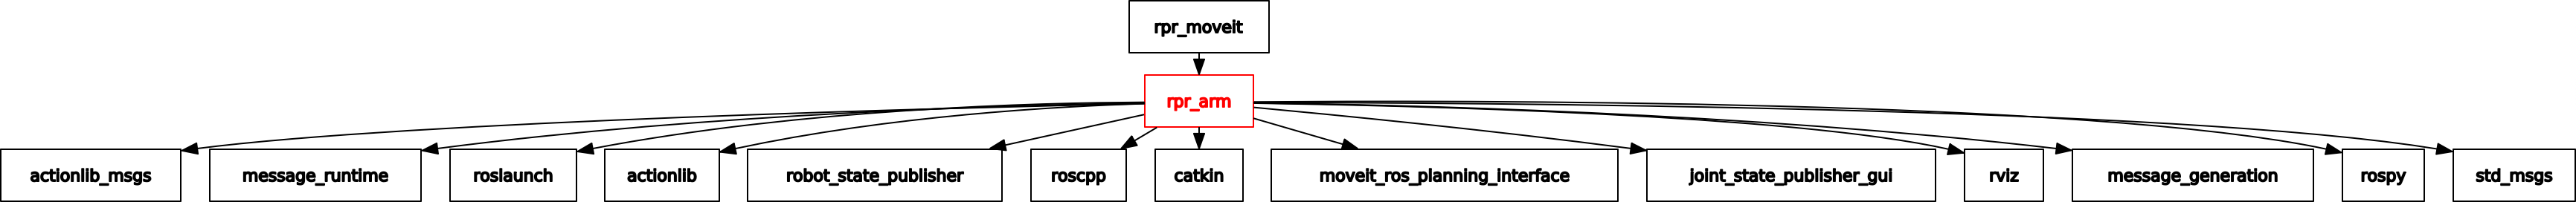 rpr_moveit
rpr_arm
actionlib_msgs
message_runtime
roslaunch
actionlib
robot_state_publisher
roscpp
catkin
moveit_ros_planning_interface
joint_state_publisher_gui
rviz
message_generation
rospy
std_msgs